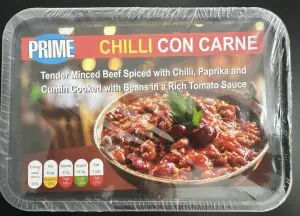 PRIME
CHILLI CON CARNE
Tender Minced Beef Spiced with Chilli, Paprika and
Cumin Cooked with Beans in a Rich Tomato Sauce